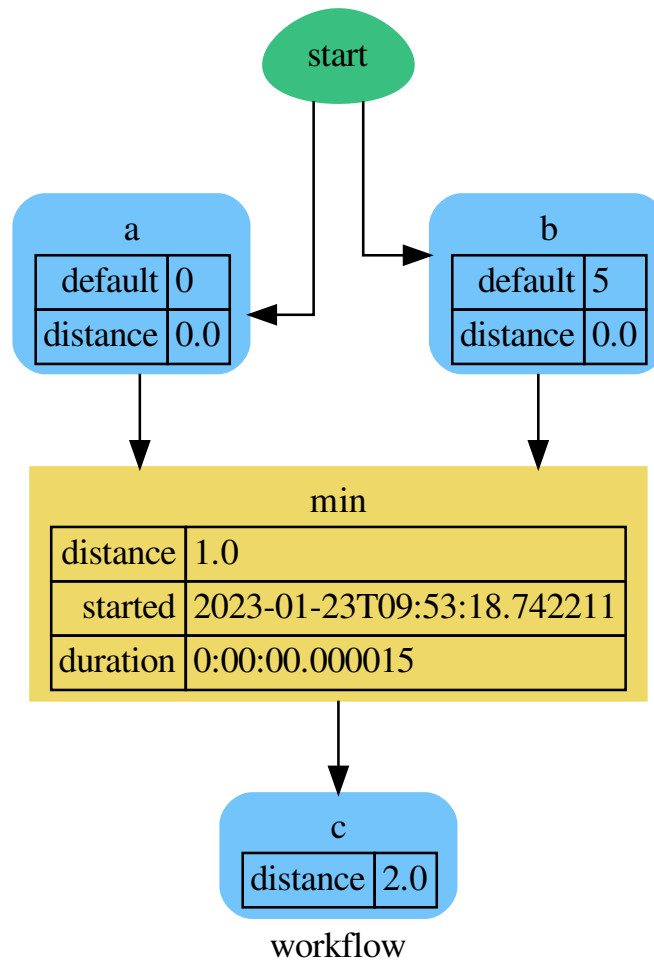 start
a
default 0
distance 0.0
b
default 5
distance 0.0
min
distance 1.0
started 2023-01-23T09:53:18.742211
duration 0:00:00.000015
c
distance 2.0
workflow